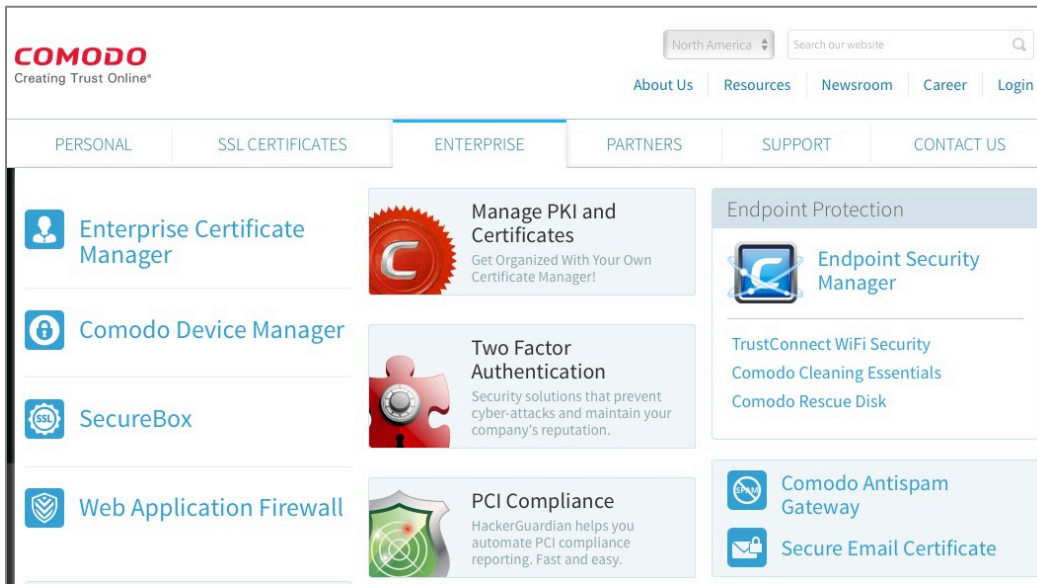 COMODO
Creating Trust Online®
North America
Search our website
About Us
Resources
Newsroom
Career
Login
PERSONAL
SSL CERTIFICATES
ENTERPRISE
PARTNERS
SUPPORT
CONTACT US
Enterprise Certificate
Manager
Comodo Device Manager
SSL
SecureBox
Web Application Firewall
C
Manage PKI and
Certificates
Get Organized With Your Own
Certificate Manager!
Two Factor
Authentication
Security solutions that prevent
cyber-attacks and maintain your
company's reputation.
PCI Compliance
HackerGuardian helps you
automate PCI compliance
reporting. Fast and easy.
Endpoint Protection
C
Endpoint Security
Manager
TrustConnect WiFi Security
Comodo Cleaning Essentials
Comodo Rescue Disk
SPAM
Comodo Antispam
Gateway
Secure Email Certificate